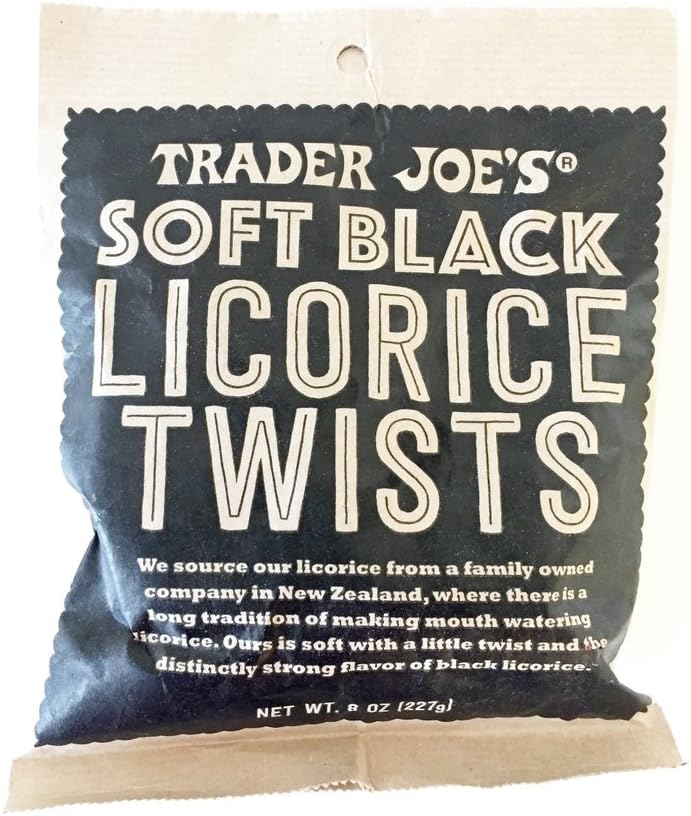 TRADER JOE'S®
SOFT BLACK
LICORICE
TWISTS
We source our licorice from a family owned
company in New Zealand, where there is a
long tradition of making mouth watering
licorice. Ours is soft with a little twist and the
distinctly strong flavor of black licorice.
NET WT. 8 OZ (227g)